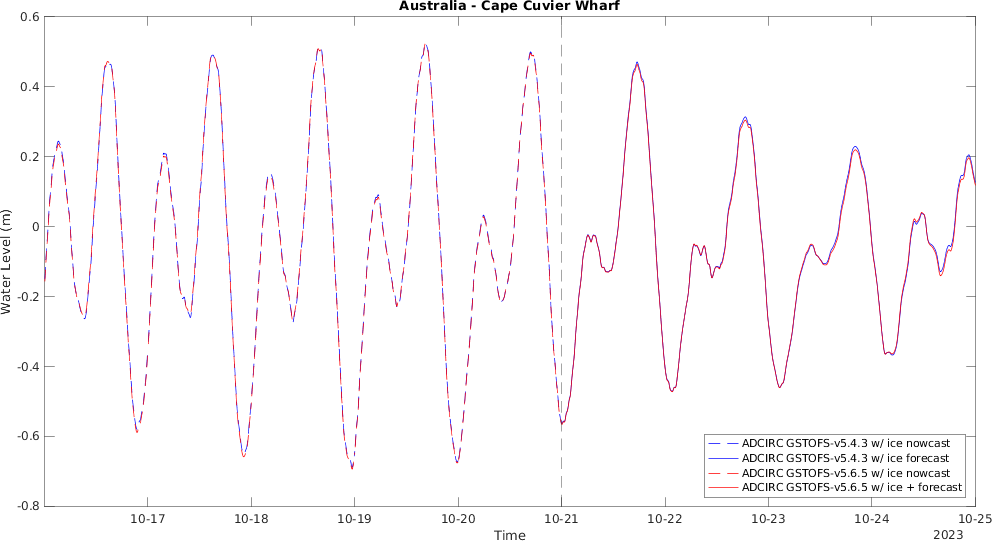 Australia - Cape Cuvier Wharf
0.6
0.4
0.2
0
-0.2
-0.4
-0.6
-0.8
Water Level (m)
10-17 10-18 10-19 10-20 10-21 10-22 10-23 10-24 10-25
Time
2023
ADCIRC GSTOFS-v5.4.3 w/ ice nowcast
ADCIRC GSTOFS-v5.4.3 w/ ice forecast
ADCIRC GSTOFS-v5.6.5 w/ ice nowcast
ADCIRC GSTOFS-v5.6.5 w/ ice + forecast